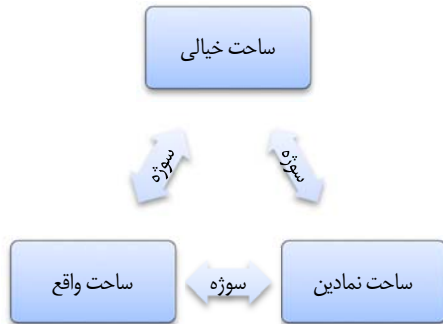 ساحت خیالی
سوژه
سوژه
ساحت نمادین
سوژه
ساحت واقع